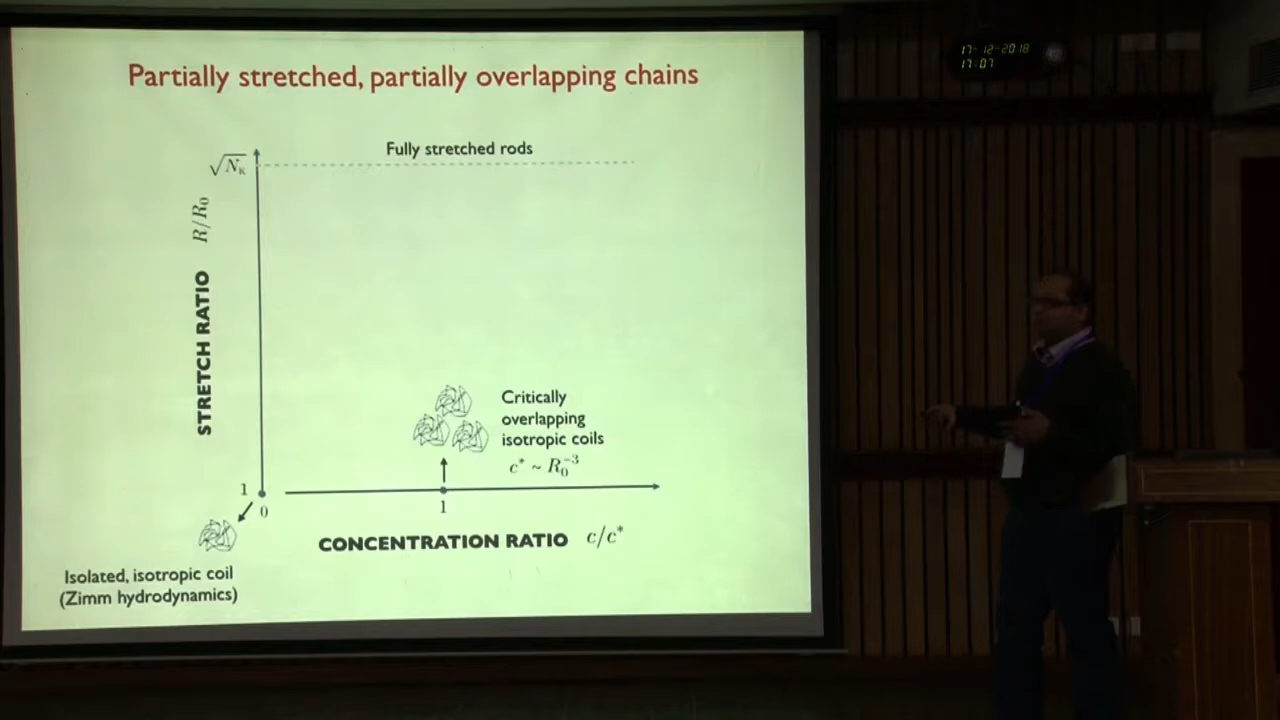 17-12-2018
17:07
Partially stretched, partially overlapping chains
√N_K
Fully stretched rods
STRETCH RATIO R/R₀
Critically
overlapping
isotropic coils
c* ~ R₀⁻³
1
0
1
CONCENTRATION RATIO c/c*
Isolated, isotropic coil
(Zimm hydrodynamics)